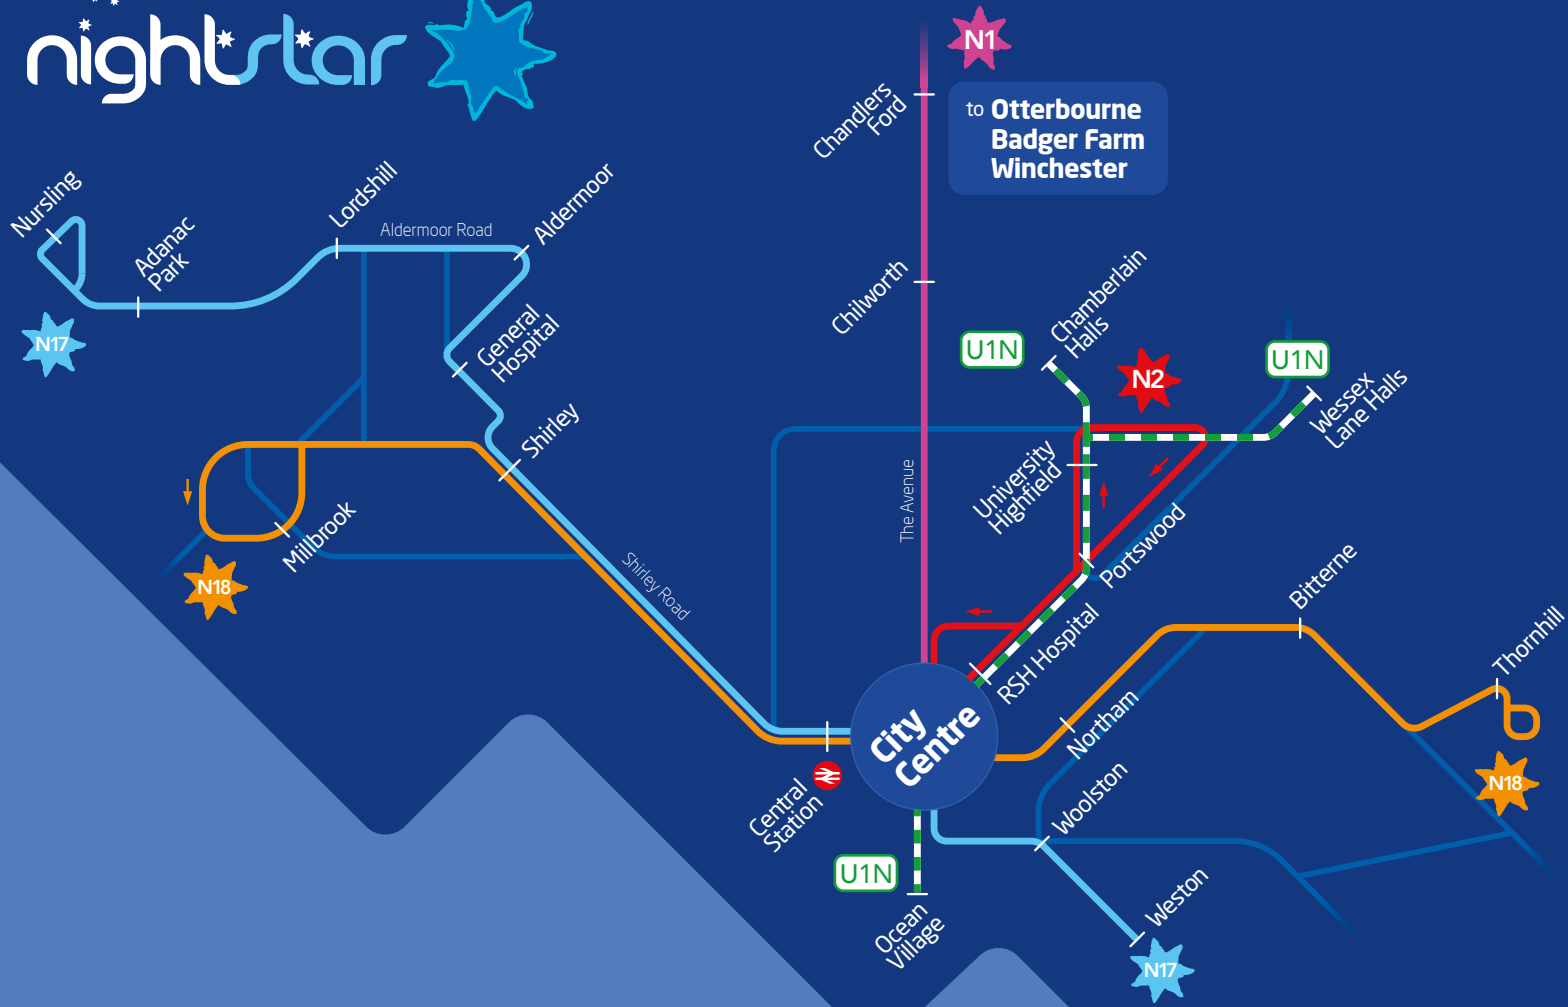 nightstar
N1
to Otterbourne
Badger Farm
Winchester
Chandlers
Ford
Chilworth
The Avenue
Nursling
Adanac
Park
N17
Lordshill
Aldermoor Road
Aldermoor
General
Hospital
Shirley
Millbrook
N18
Shirley Road
Chamberlain
Halls
U1N
N2
U1N
Wessex
Lane Halls
University
Highfield
Portswood
RSH Hospital
City
Centre
Central
Station
U1N
Ocean
Village
Northam
Bitterne
Thornhill
N18
Woolston
Weston
N17